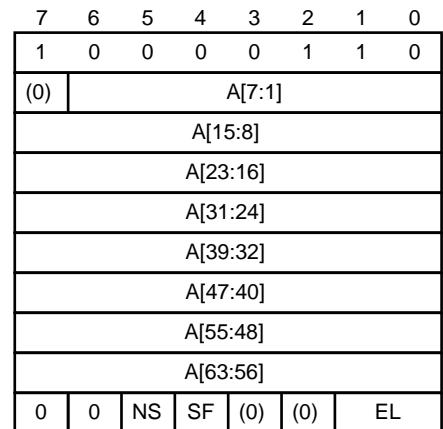 7 6 5 4 3 2 1 0
1 0 0 0 0 1 1 0
(0) A[7:1]
A[15:8]
A[23:16]
A[31:24]
A[39:32]
A[47:40]
A[55:48]
A[63:56]
0 0 NS SF (0) (0) EL